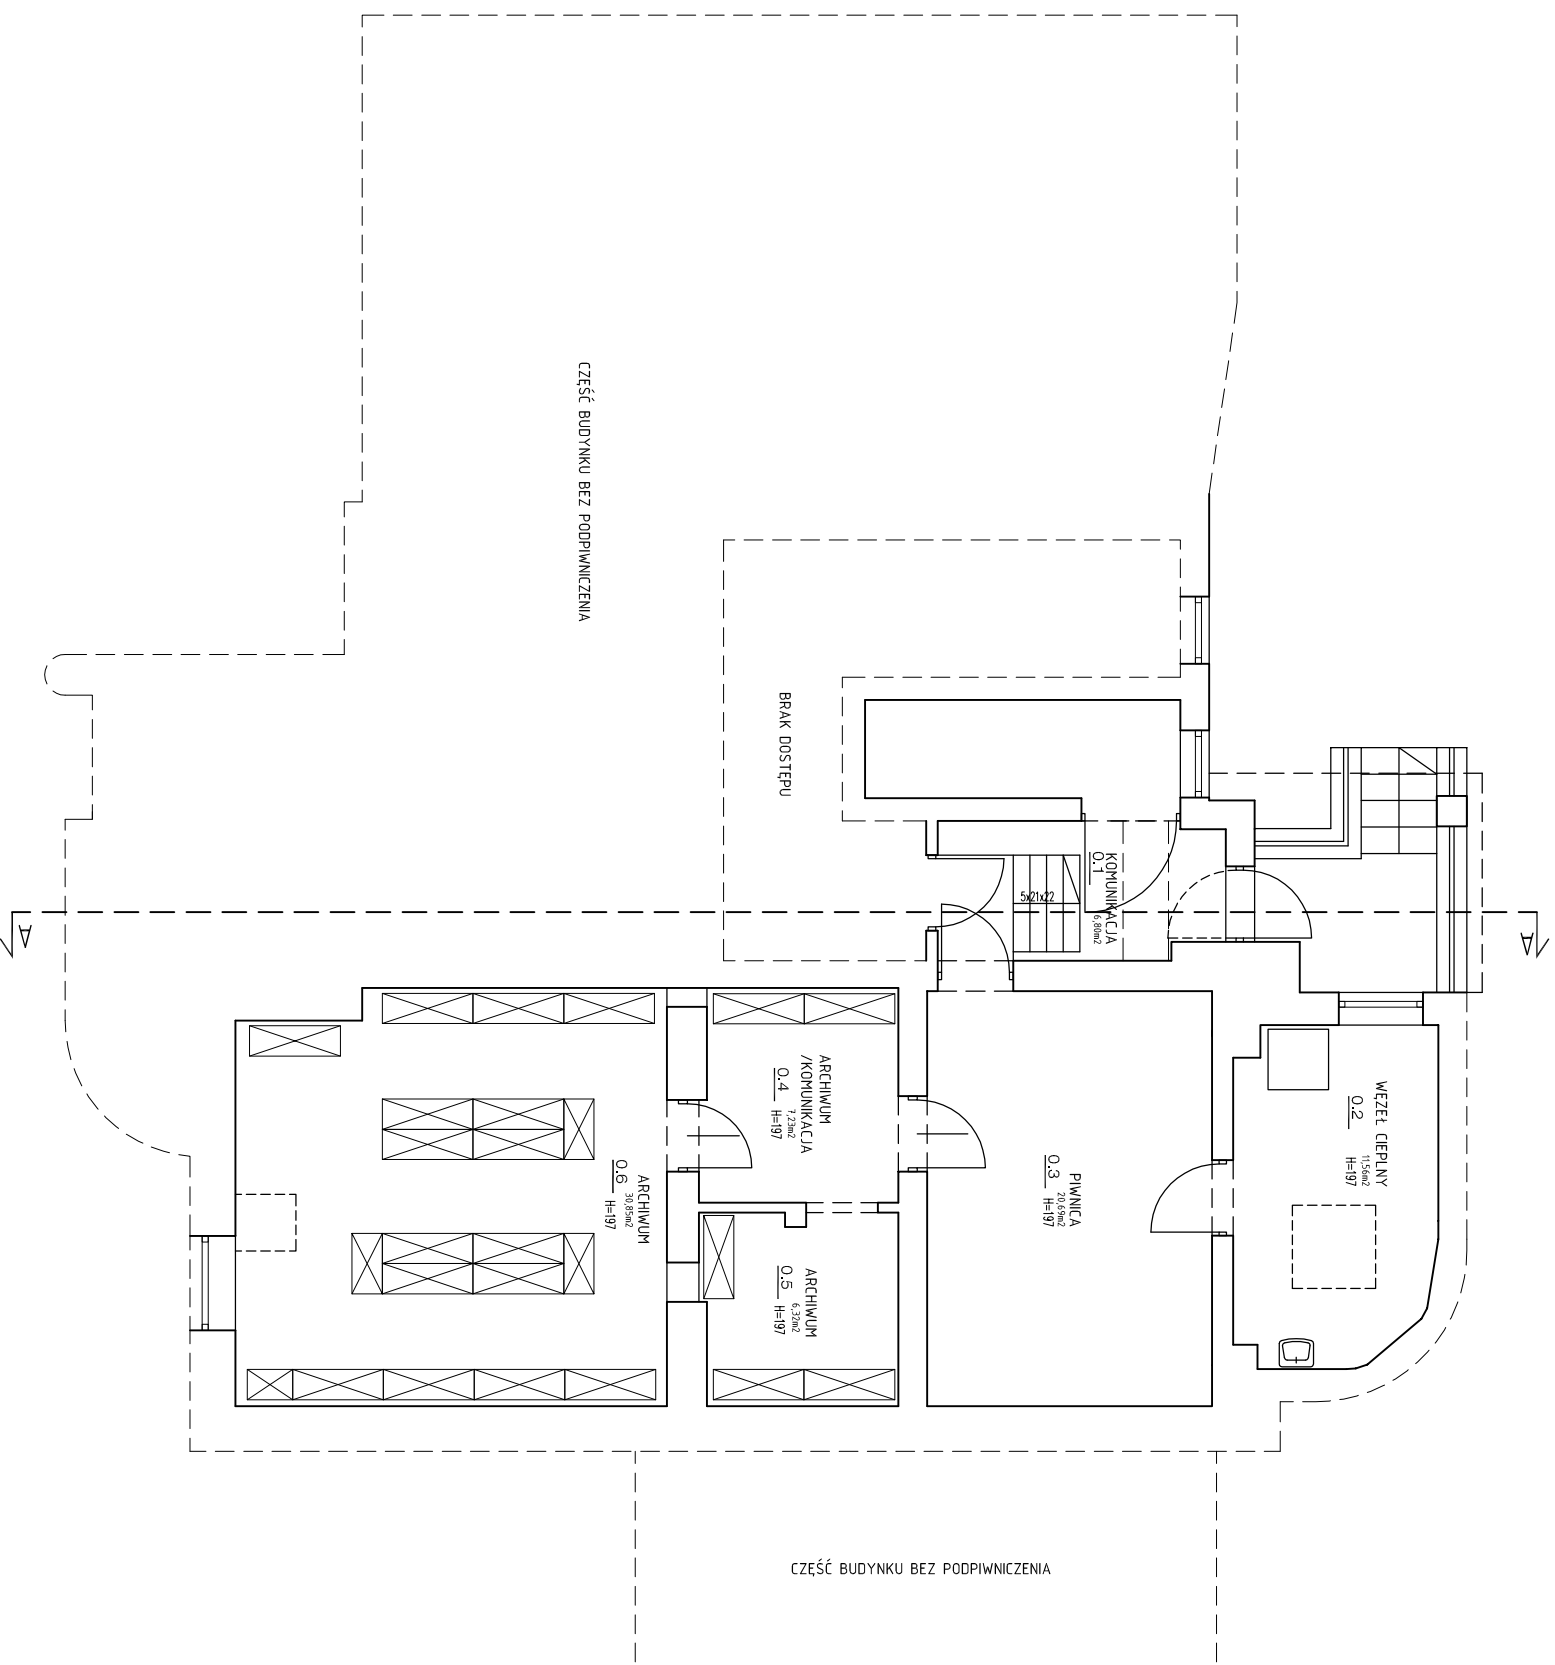 CZĘŚĆ BUDYNKU BEZ PODPIWNICZENIA
BRAK DOSTĘPU
KOMUNIKACJA
0.1
6,80m2
5x21x22
A
A
WĘZEŁ CIEPLNY
0.2
11,56m2
H=197
PIWNICA
0.3
20,69m2
H=197
ARCHIWUM
/KOMUNIKACJA
0.4
7,23m2
H=197
ARCHIWUM
0.5
6,32m2
H=197
ARCHIWUM
0.6
30,85m2
H=197
CZĘŚĆ BUDYNKU BEZ PODPIWNICZENIA